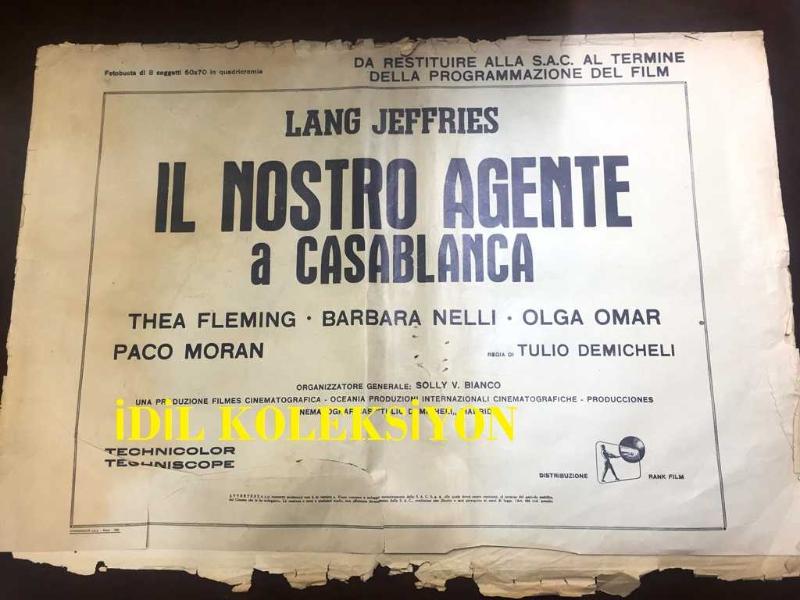 Fotobusta di 8 soggetti 50x70 in quadricromia
DA RESTITUIRE ALLA S.A.C. AL TERMINE
DELLA PROGRAMMAZIONE DEL FILM
LANG JEFFRIES
IL NOSTRO AGENTE
a CASABLANCA
THEA FLEMING · BARBARA NELLI · OLGA OMAR
PACO MORAN
REGIA DI TULIO DEMICHELI
ORGANIZZATORE GENERALE: SOLLY V. BIANCO
UNA PRODUZIONE FILMES CINEMATOGRAFICA - OCEANIA PRODUZIONI INTERNAZIONALI CINEMATOGRAFICHE - PRODUCCIONES
İDİL KOLEKSİYON
TECHNICOLOR
TECHNISCOPE
DISTRIBUZIONE RANK FILM
AVVERTENZA